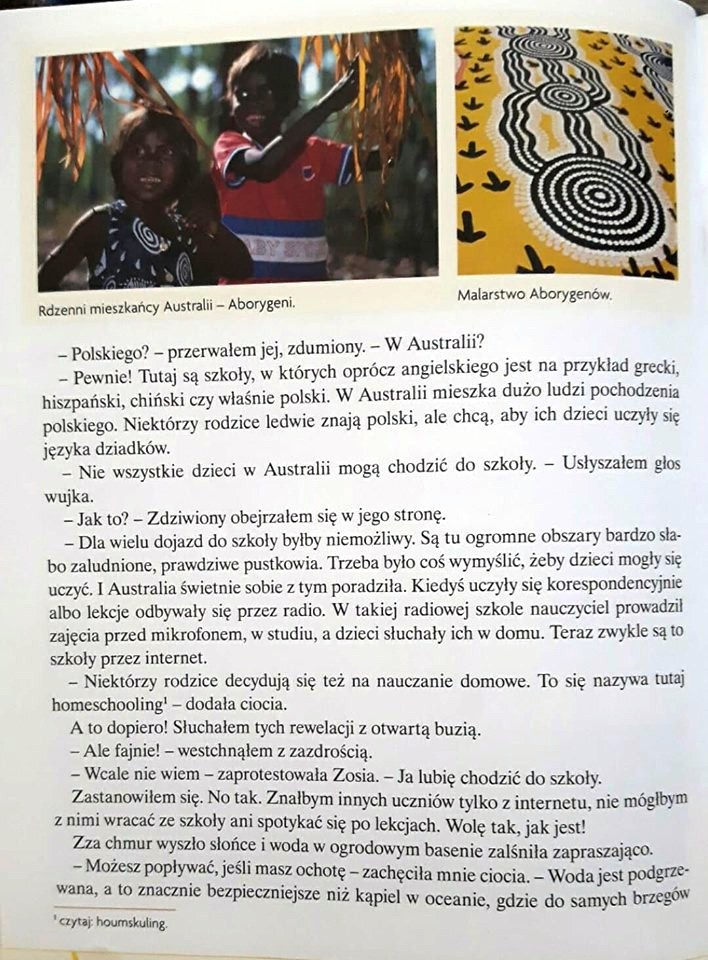 Rdzenni mieszkańcy Australii – Aborygeni.
Malarstwo Aborygenów.
– Polskiego? – przerwałem jej, zdumiony. – W Australii?
– Pewnie! Tutaj są szkoły, w których oprócz angielskiego jest na przykład grecki,
hiszpański, chiński czy właśnie polski. W Australii mieszka dużo ludzi pochodzenia
polskiego. Niektórzy rodzice ledwie znają polski, ale chcą, aby ich dzieci uczyły się
języka dziadków.
– Nie wszystkie dzieci w Australii mogą chodzić do szkoły. – Usłyszałem głos
wujka.
– Jak to? – Zdziwiony obejrzałem się w jego stronę.
– Dla wielu dojazd do szkoły byłby niemożliwy. Są tu ogromne obszary bardzo sła-
bo zaludnione, prawdziwe pustkowia. Trzeba było coś wymyślić, żeby dzieci mogły się
uczyć. I Australia świetnie sobie z tym poradziła. Kiedyś uczyły się korespondencyjnie
albo lekcje odbywały się przez radio. W takiej radiowej szkole nauczyciel prowadził
zajęcia przed mikrofonem, w studiu, a dzieci słuchały ich w domu. Teraz zwykle są to
szkoły przez internet.
– Niektórzy rodzice decydują się też na nauczanie domowe. To się nazywa tutaj
homeschooling¹ – dodała ciocia.
A to dopiero! Słuchałem tych rewelacji z otwartą buzią.
– Ale fajnie! – westchnąłem z zazdrością.
– Wcale nie wiem – zaprotestowała Zosia. – Ja lubię chodzić do szkoły.
Zastanowiłem się. No tak. Znałbym innych uczniów tylko z internetu, nie mógłbym
z nimi wracać ze szkoły ani spotykać się po lekcjach. Wolę tak, jak jest!
Zza chmur wyszło słońce i woda w ogrodowym basenie zalśniła zapraszająco.
– Możesz popływać, jeśli masz ochotę – zachęciła mnie ciocia. – Woda jest podgrze-
wana, a to znacznie bezpieczniejsze niż kąpiel w oceanie, gdzie do samych brzegów
¹ czytaj: houmskuling.